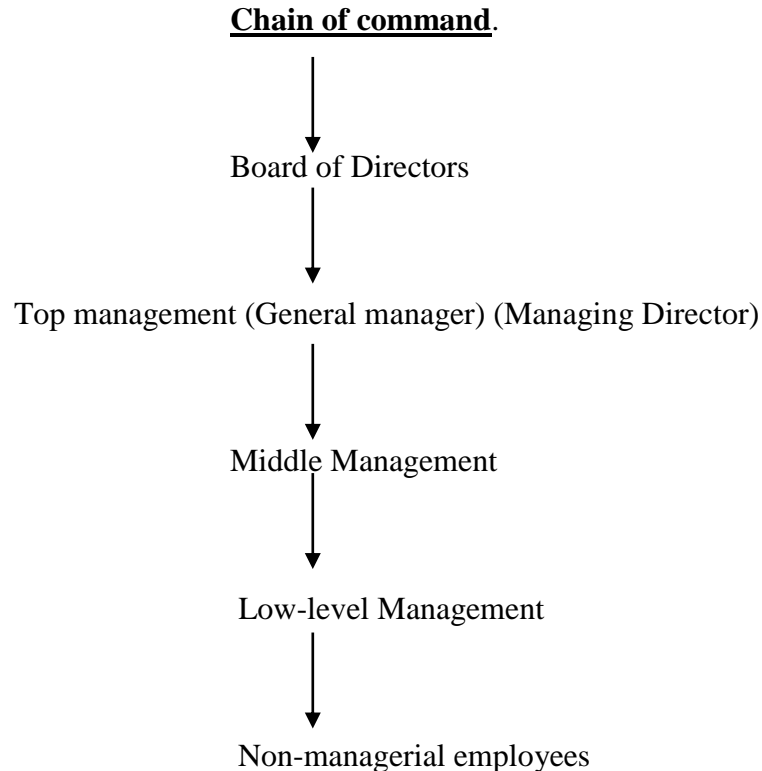 Chain of command.
Board of Directors
Top management (General manager) (Managing Director)
Middle Management
Low-level Management
Non-managerial employees